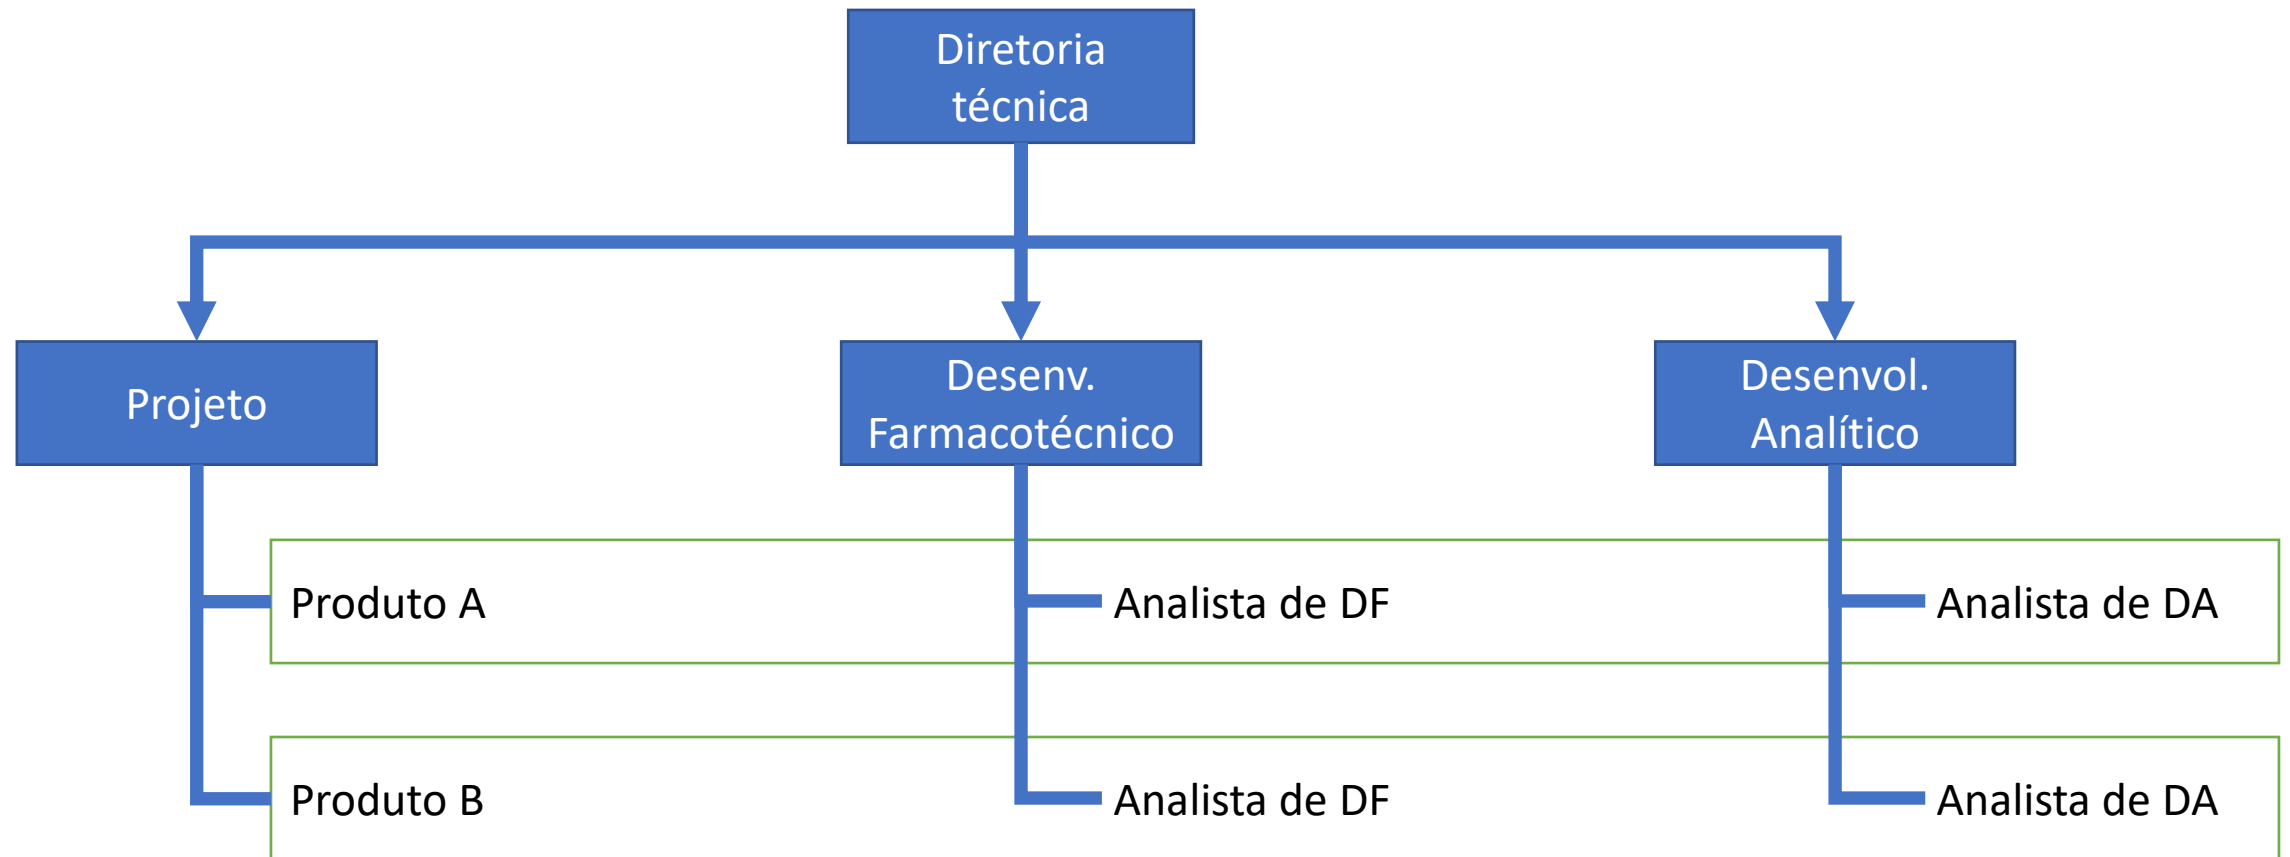 Diretoria
técnica
Projeto
Desenv.
Farmacotécnico
Desenvol.
Analítico
Produto A
Analista de DF
Analista de DA
Produto B
Analista de DF
Analista de DA